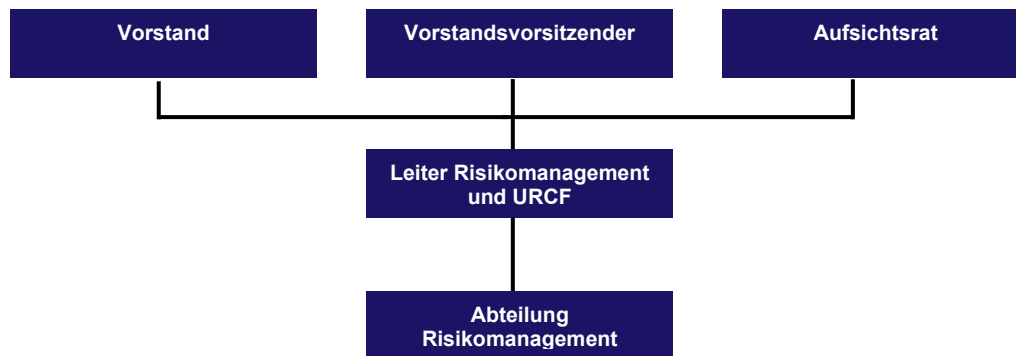 Vorstand
Vorstandsvorsitzender
Aufsichtsrat
Leiter Risikomanagement
und URCF
Abteilung
Risikomanagement